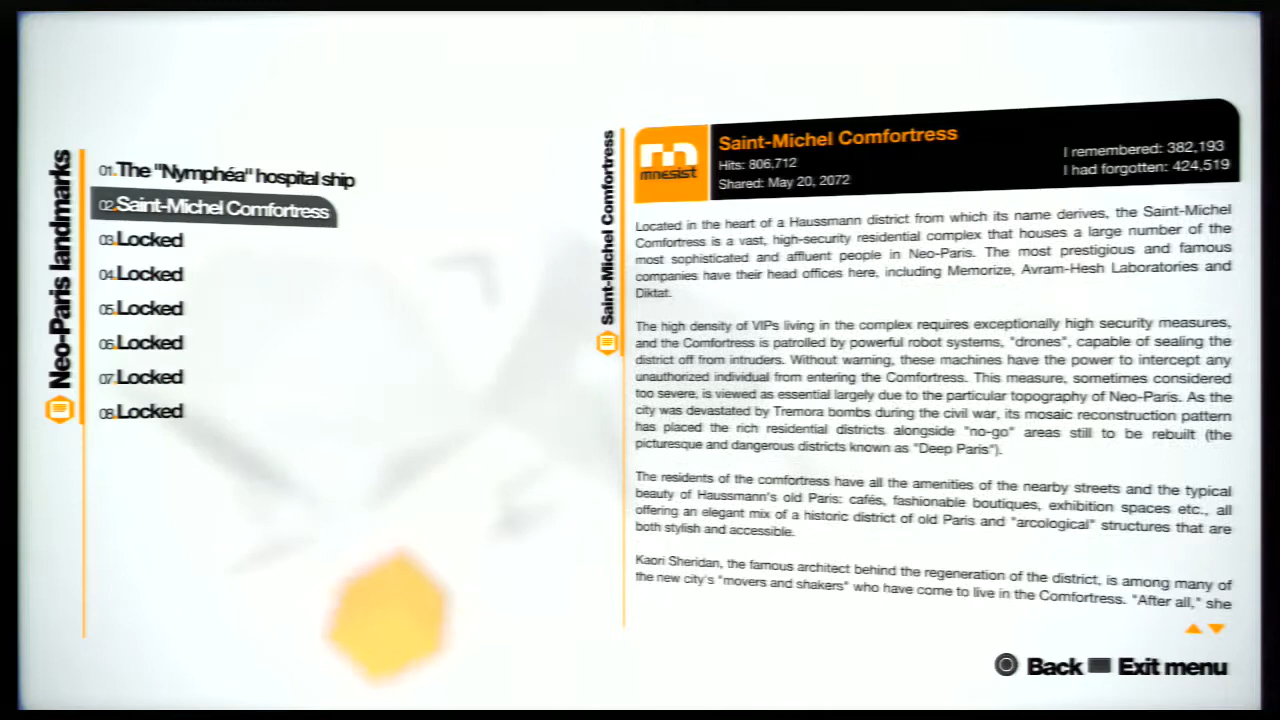 Neo-Paris landmarks
01.The "Nymphéa" hospital ship
02.Saint-Michel Comfortress
03.Locked
04.Locked
05.Locked
06.Locked
07.Locked
08.Locked
Saint-Michel Comfortress
mnesist
Saint-Michel Comfortress
Hits: 806,712
Shared: May 20, 2072
I remembered: 382,193
I had forgotten: 424,519
Located in the heart of a Haussmann district from which its name derives, the Saint-Michel
Comfortress is a vast, high-security residential complex that houses a large number of the
most sophisticated and affluent people in Neo-Paris. The most prestigious and famous
companies have their head offices here, including Memorize, Avram-Hesh Laboratories and
Diktat.
The high density of VIPs living in the complex requires exceptionally high security measures,
and the Comfortress is patrolled by powerful robot systems, "drones", capable of sealing the
district off from intruders. Without warning, these machines have the power to intercept any
unauthorized individual from entering the Comfortress. This measure, sometimes considered
too severe, is viewed as essential largely due to the particular topography of Neo-Paris. As the
city was devastated by Tremora bombs during the civil war, its mosaic reconstruction pattern
has placed the rich residential districts alongside "no-go" areas still to be rebuilt (the
picturesque and dangerous districts known as "Deep Paris").
The residents of the comfortress have all the amenities of the nearby streets and the typical
beauty of Haussmann's old Paris: cafés, fashionable boutiques, exhibition spaces etc., all
offering an elegant mix of a historic district of old Paris and "arcological" structures that are
both stylish and accessible.
Kaori Sheridan, the famous architect behind the regeneration of the district, is among many of
the new city's "movers and shakers" who have come to live in the Comfortress. "After all," she
Back Exit menu